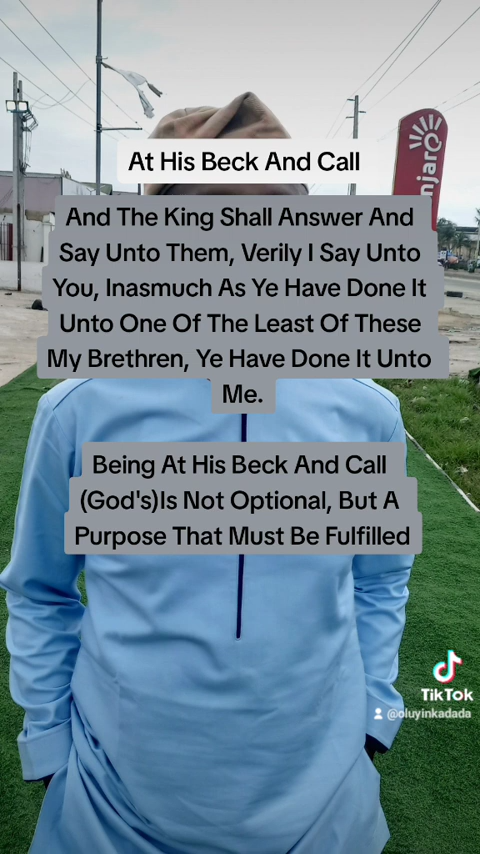 At His Beck And Call
And The King Shall Answer And
Say Unto Them, Verily I Say Unto
You, Inasmuch As Ye Have Done It
Unto One Of The Least Of These
My Brethren, Ye Have Done It Unto
Me.
Being At His Beck And Call
(God's)Is Not Optional, But A
Purpose That Must Be Fulfilled
njaro
TikTok
@oluyinkadada